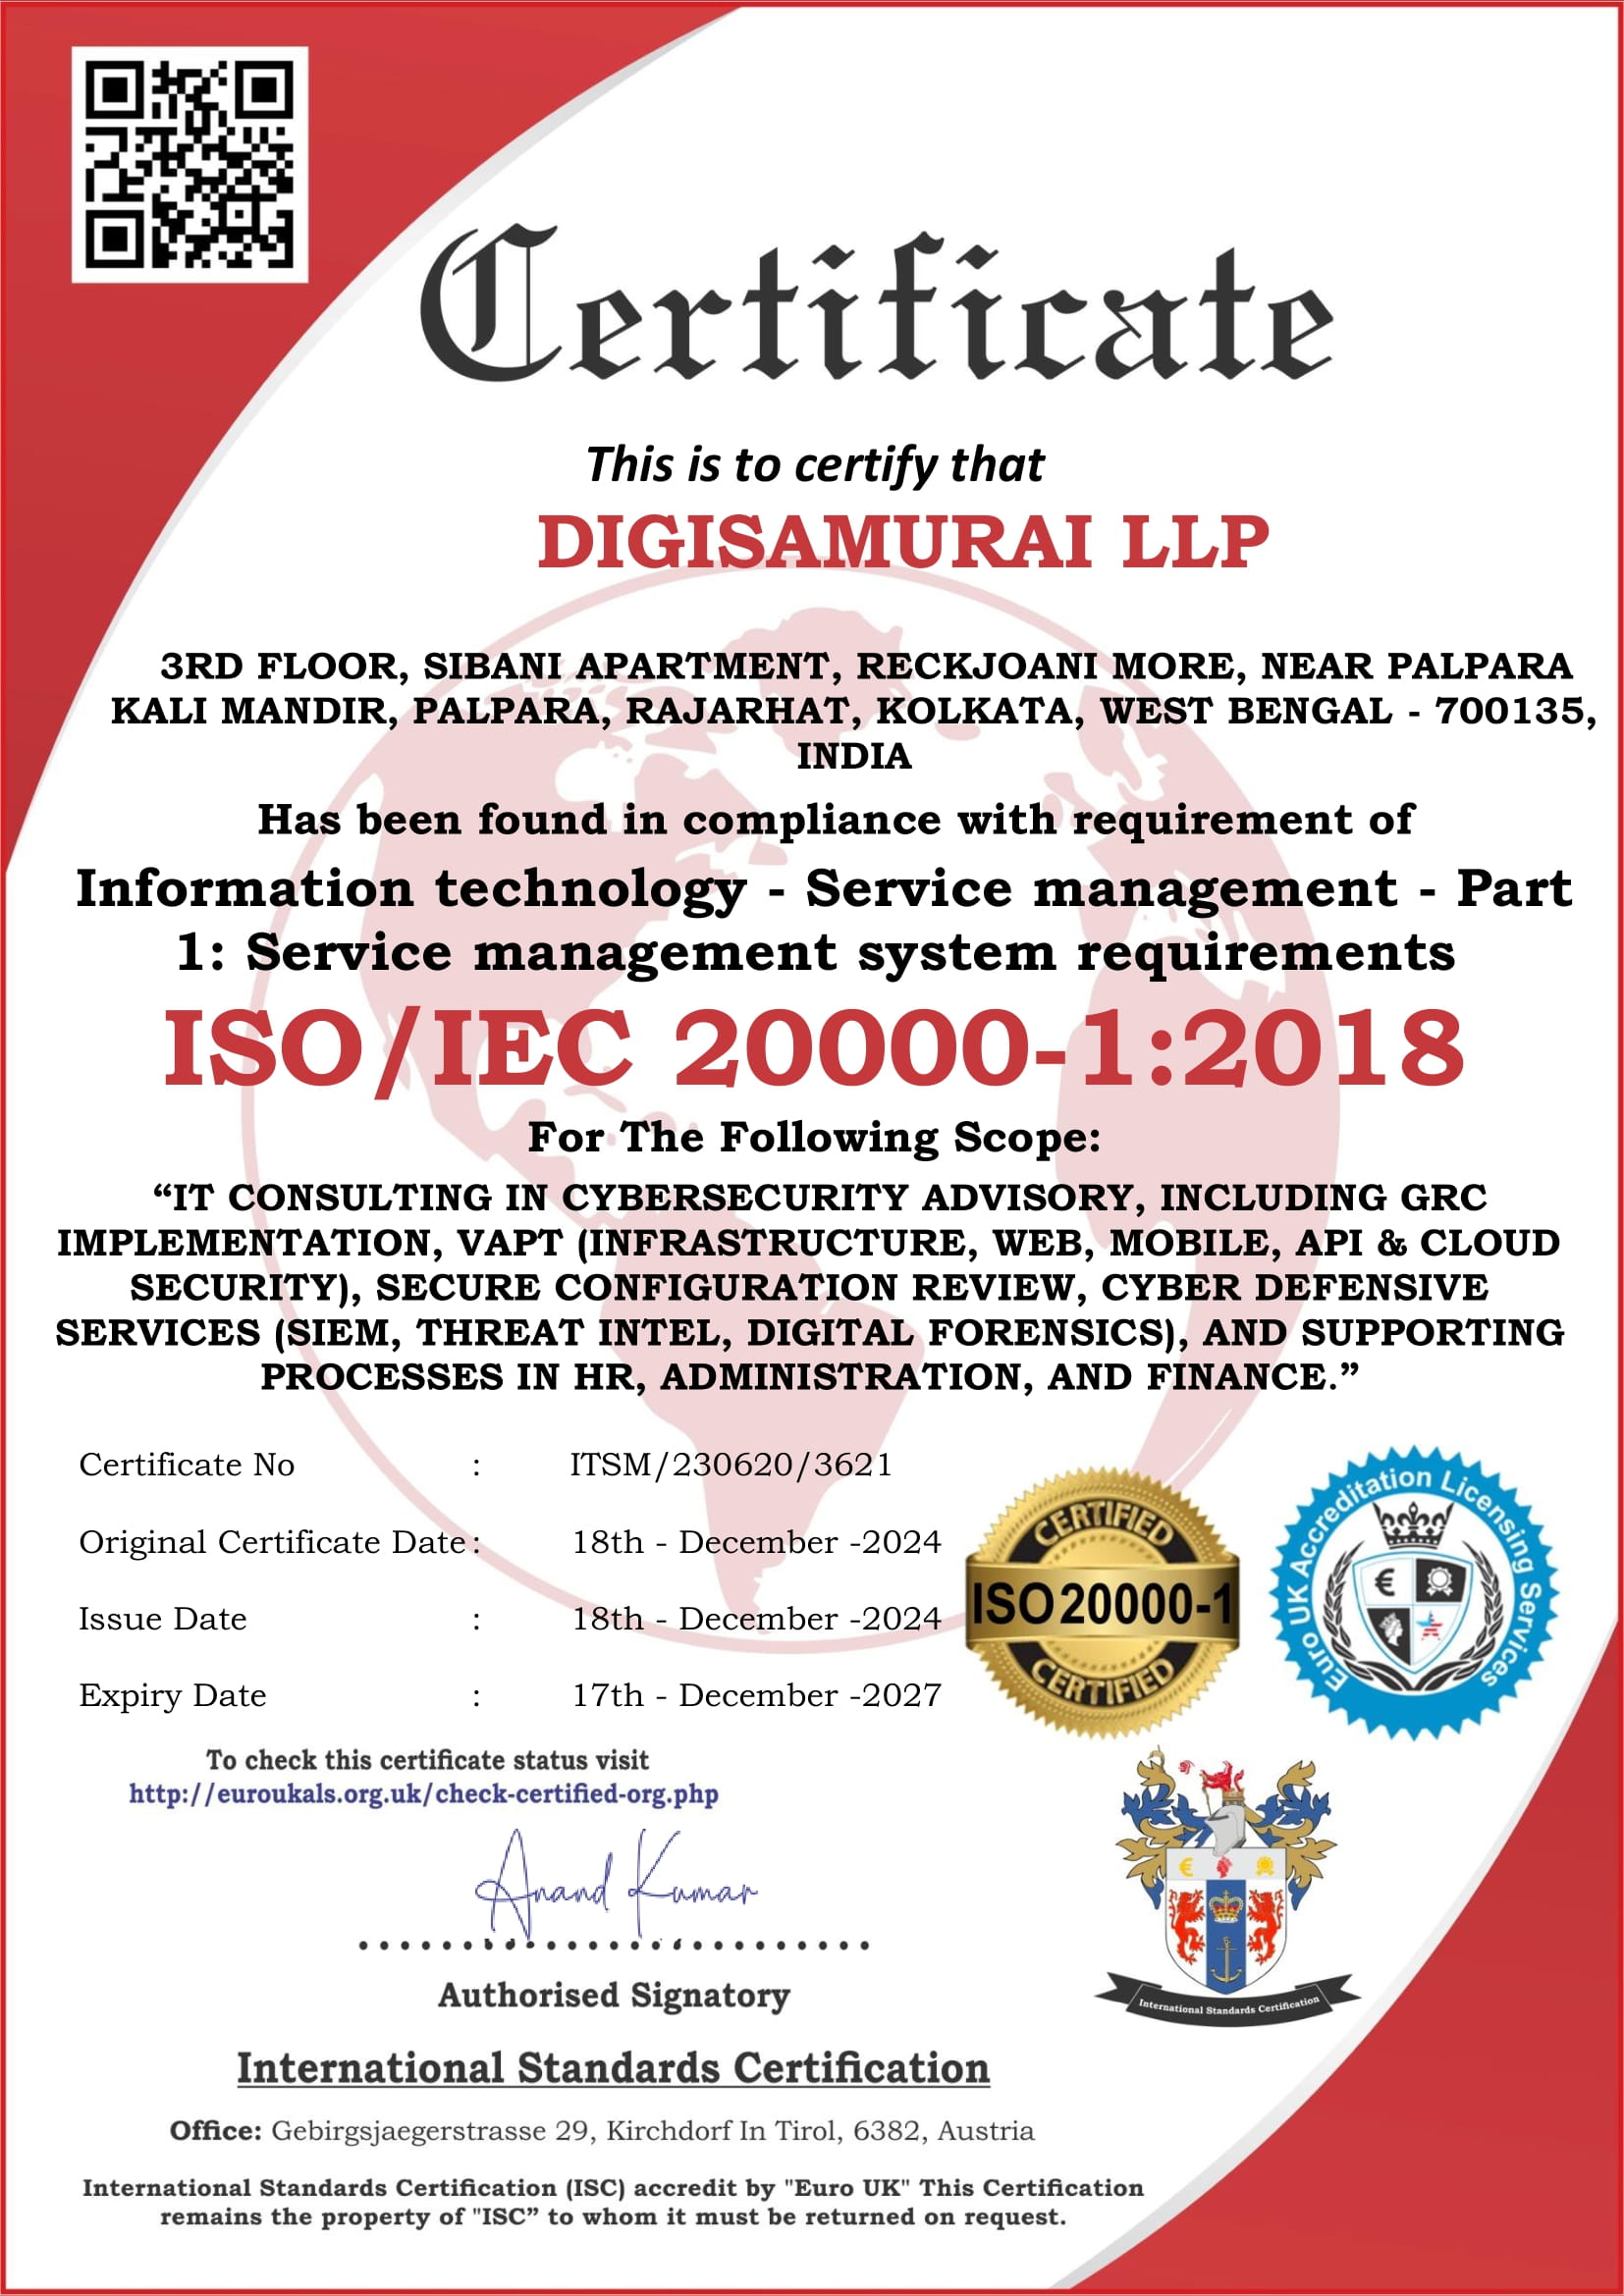 Certificate
This is to certify that
DIGISAMURAI LLP
3RD FLOOR, SIBANI APARTMENT, RECKJOANI MORE, NEAR PALPARA
KALI MANDIR, PALPARA, RAJARHAT, KOLKATA, WEST BENGAL - 700135,
INDIA
Has been found in compliance with requirement of
Information technology - Service management - Part
1: Service management system requirements
ISO/IEC 20000-1:2018
For The Following Scope:
“IT CONSULTING IN CYBERSECURITY ADVISORY, INCLUDING GRC
IMPLEMENTATION, VAPT (INFRASTRUCTURE, WEB, MOBILE, API & CLOUD
SECURITY), SECURE CONFIGURATION REVIEW, CYBER DEFENSIVE
SERVICES (SIEM, THREAT INTEL, DIGITAL FORENSICS), AND SUPPORTING
PROCESSES IN HR, ADMINISTRATION, AND FINANCE.”
Certificate No : ITSM/230620/3621
Original Certificate Date : 18th - December -2024
Issue Date : 18th - December -2024
Expiry Date : 17th - December -2027
CERTIFIED
ISO 20000-1
CERTIFIED
Euro UK Accreditation Licensing Services
To check this certificate status visit
http://euroukals.org.uk/check-certified-org.php
Anand Kumar
Authorised Signatory
International Standards Certification
International Standards Certification
Office: Gebirgsjaegerstrasse 29, Kirchdorf In Tirol, 6382, Austria
International Standards Certification (ISC) accredit by "Euro UK" This Certification
remains the property of "ISC” to whom it must be returned on request.